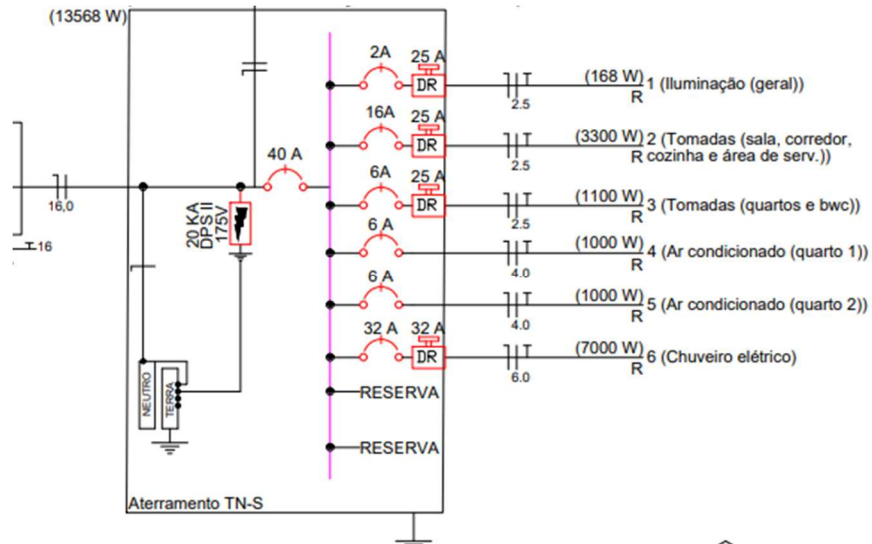 (13568 W)
2A
25 A
DR
2.5
(168 W)
R
1 (Iluminação (geral))
16A
25 A
DR
2.5
(3300 W)
R
2 (Tomadas (sala, corredor,
cozinha e área de serv.))
40 A
16,0
16
20 KA
DPS II
175V
6A
25 A
DR
2.5
(1100 W)
R
3 (Tomadas (quartos e bwc))
6 A
4.0
(1000 W)
R
4 (Ar condicionado (quarto 1))
6 A
4.0
(1000 W)
R
5 (Ar condicionado (quarto 2))
32 A
32 A
DR
6.0
(7000 W)
R
6 (Chuveiro elétrico)
NEUTRO
TERRA
RESERVA
RESERVA
Aterramento TN-S